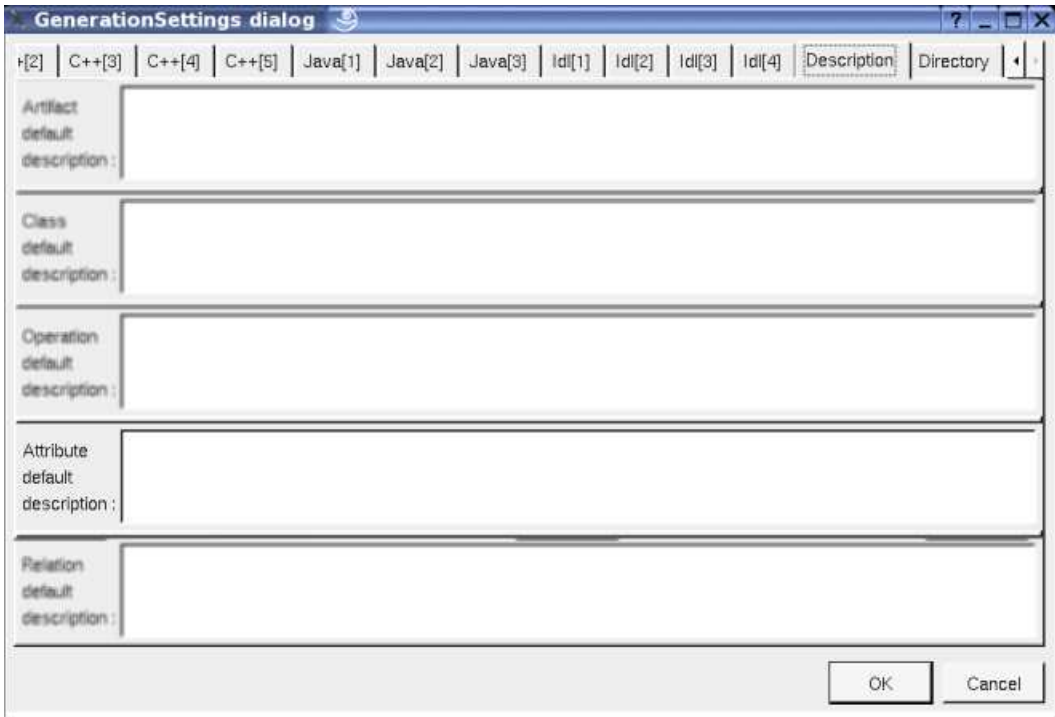 GenerationSettings dialog
+[2] C++[3] C++[4] C++[5] Java[1] Java[2] Java[3] Idl[1] Idl[2] Idl[3] Idl[4] Description Directory
Artifact
default
description :
Class
default
description :
Operation
default
description :
Attribute
default
description :
Relation
default
description :
OK Cancel